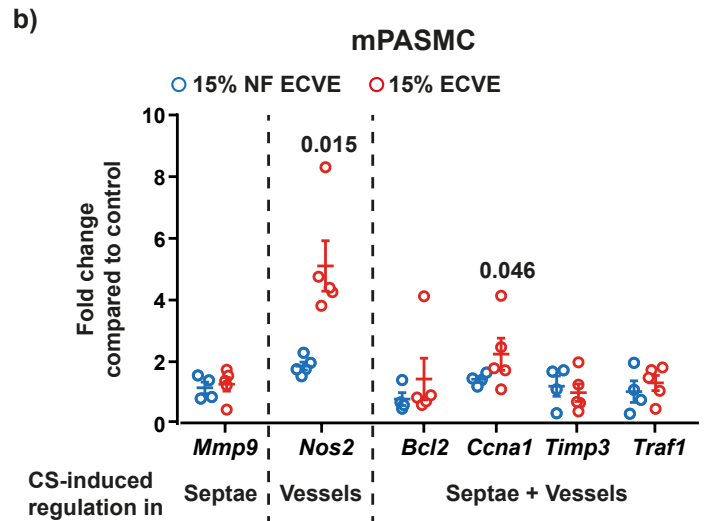 b)
mPASMC
15% NF ECVE 15% ECVE
Fold change
compared to control
10
8
6
4
2
0
0.015
0.046
Mmp9 Nos2 Bcl2 Ccna1 Timp3 Traf1
CS-induced
regulation in
Septae Vessels Septae + Vessels